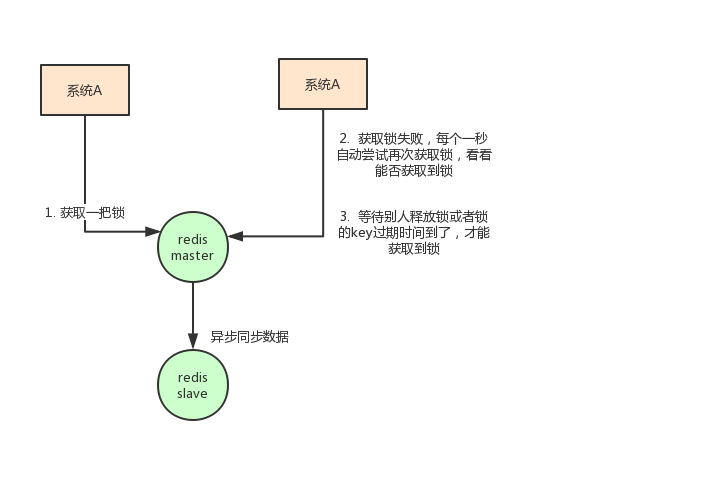 系统A
系统A
2. 获取锁失败，每个一秒
自动尝试再次获取锁，看看
能否获取到锁
1. 获取一把锁
3. 等待别人释放锁或者锁
的key过期时间到了，才能
获取到锁
redis
master
异步同步数据
redis
slave